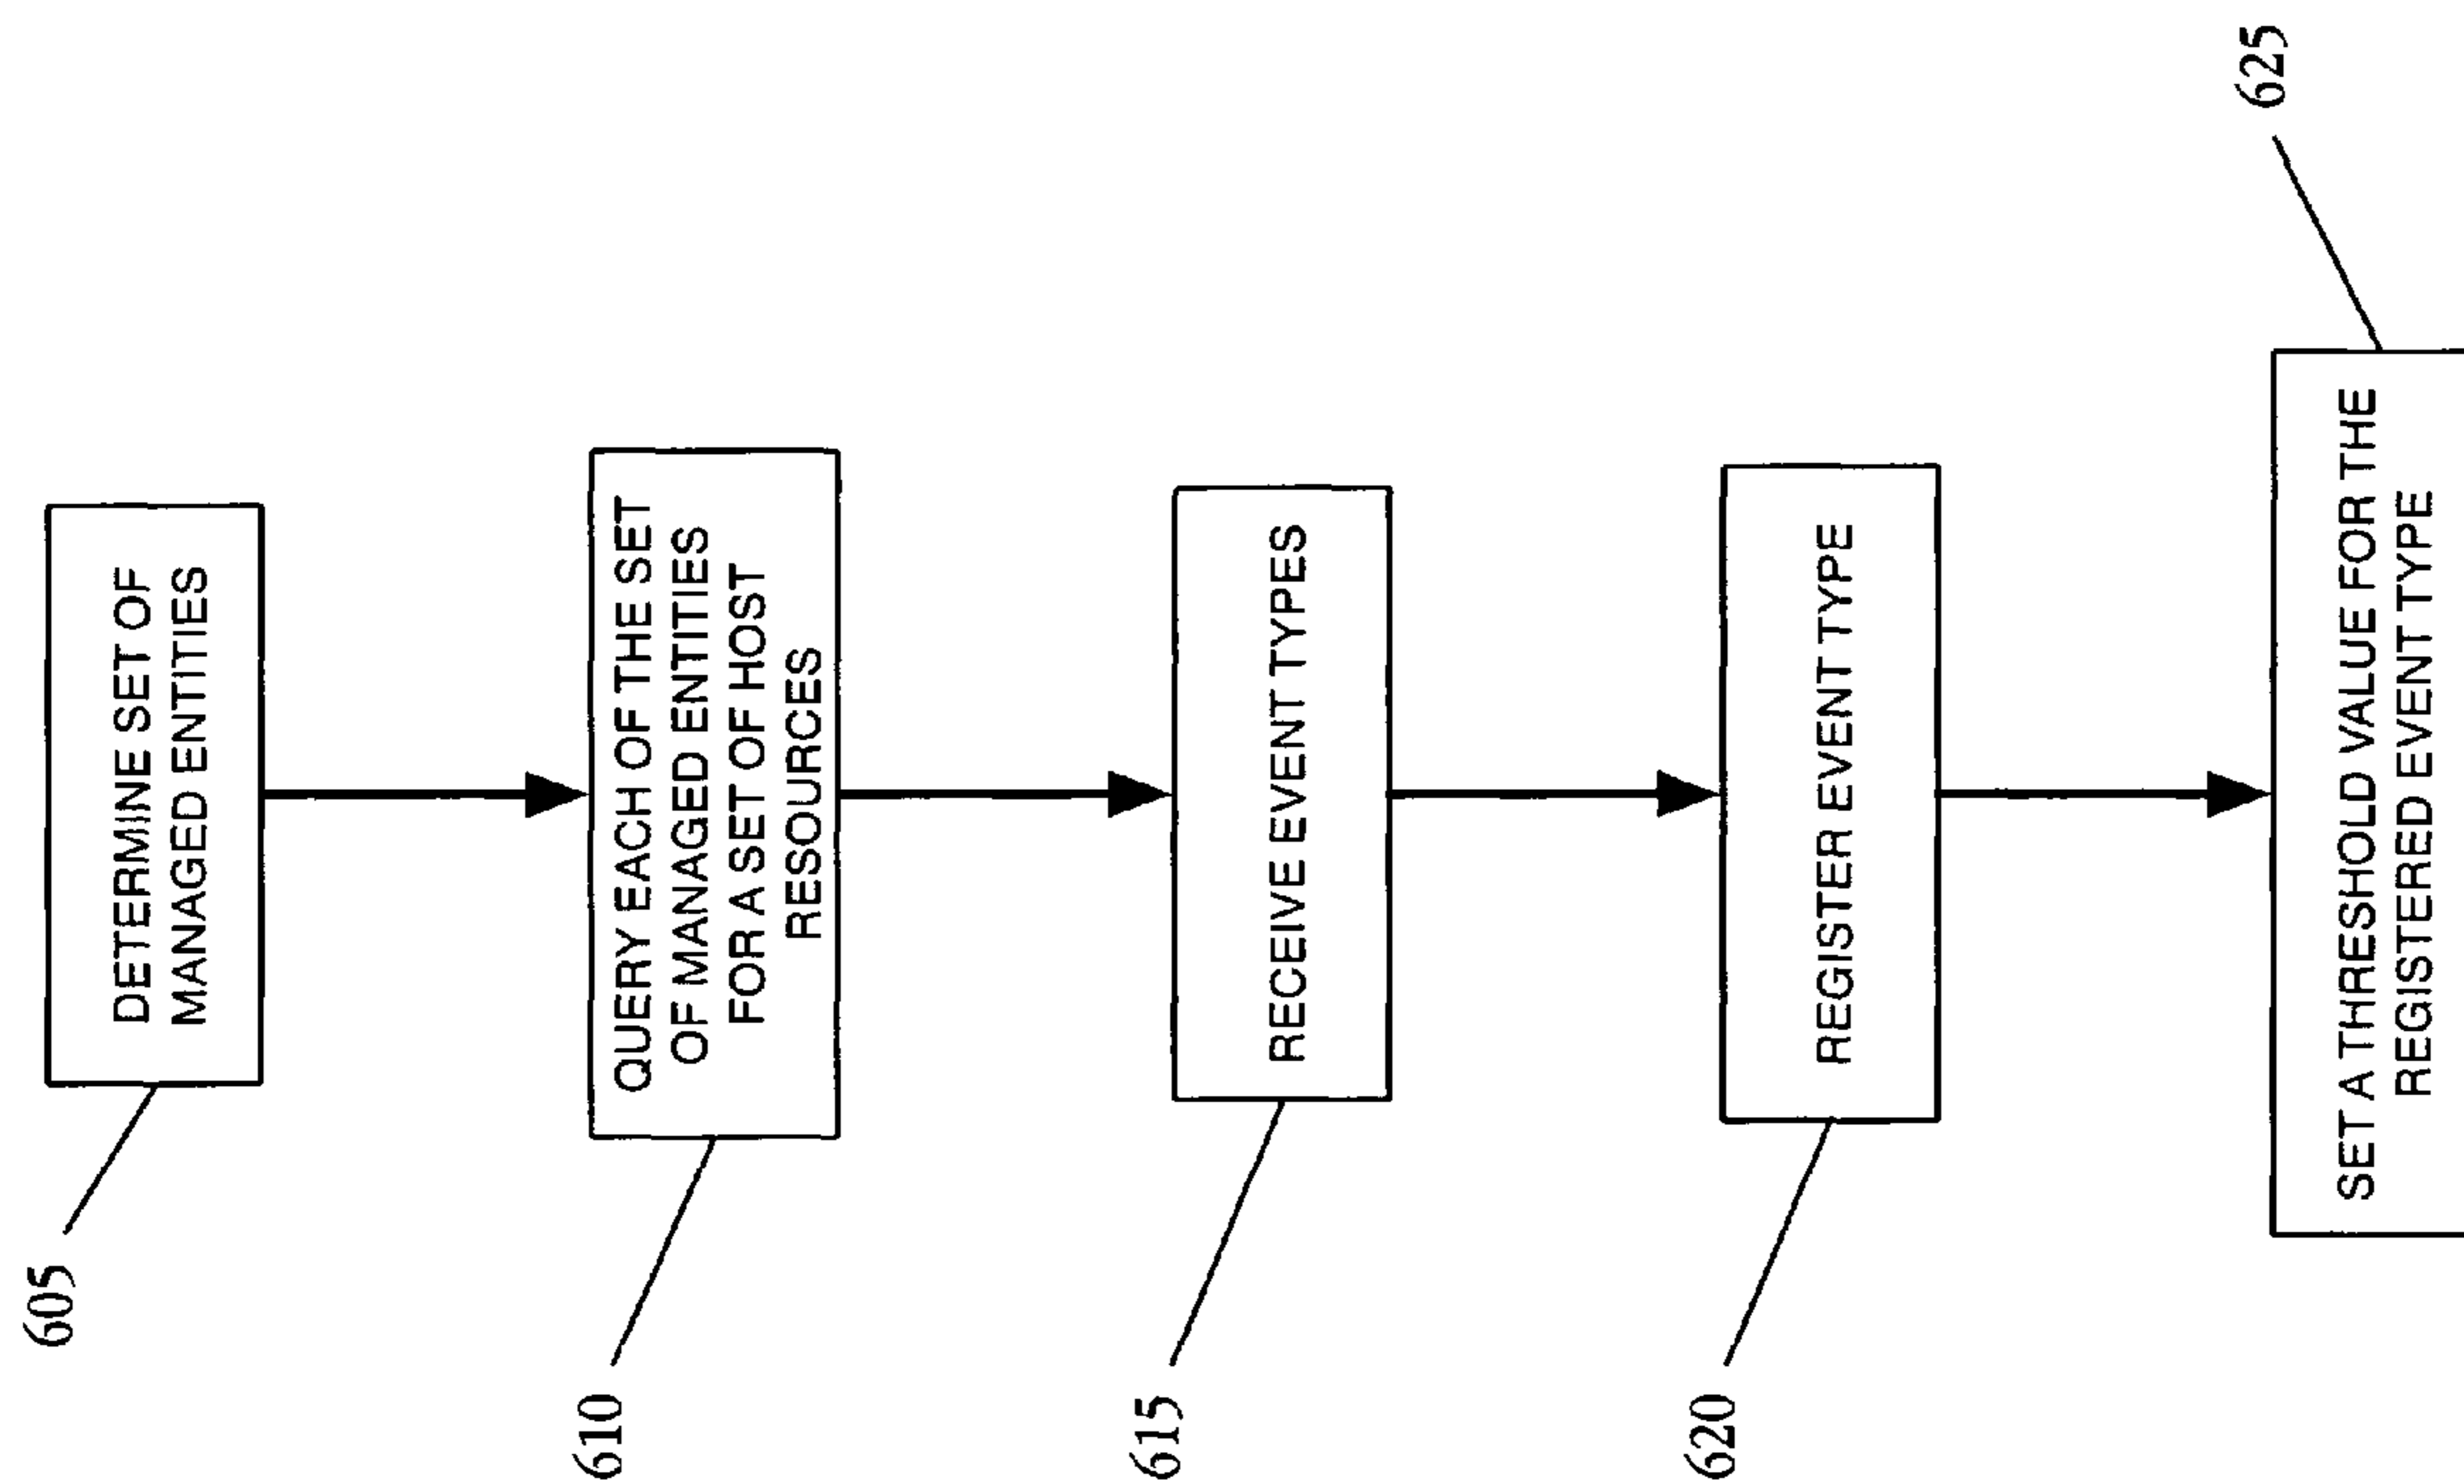 605
DETERMINE SET OF
MANAGED ENTITIES
610
QUERY EACH OF THE SET
OF MANAGED ENTITIES
FOR A SET OF HOST
RESOURCES
615
RECEIVE EVENT TYPES
620
REGISTER EVENT TYPE
625
SET A THRESHOLD VALUE FOR THE
REGISTERED EVENT TYPE